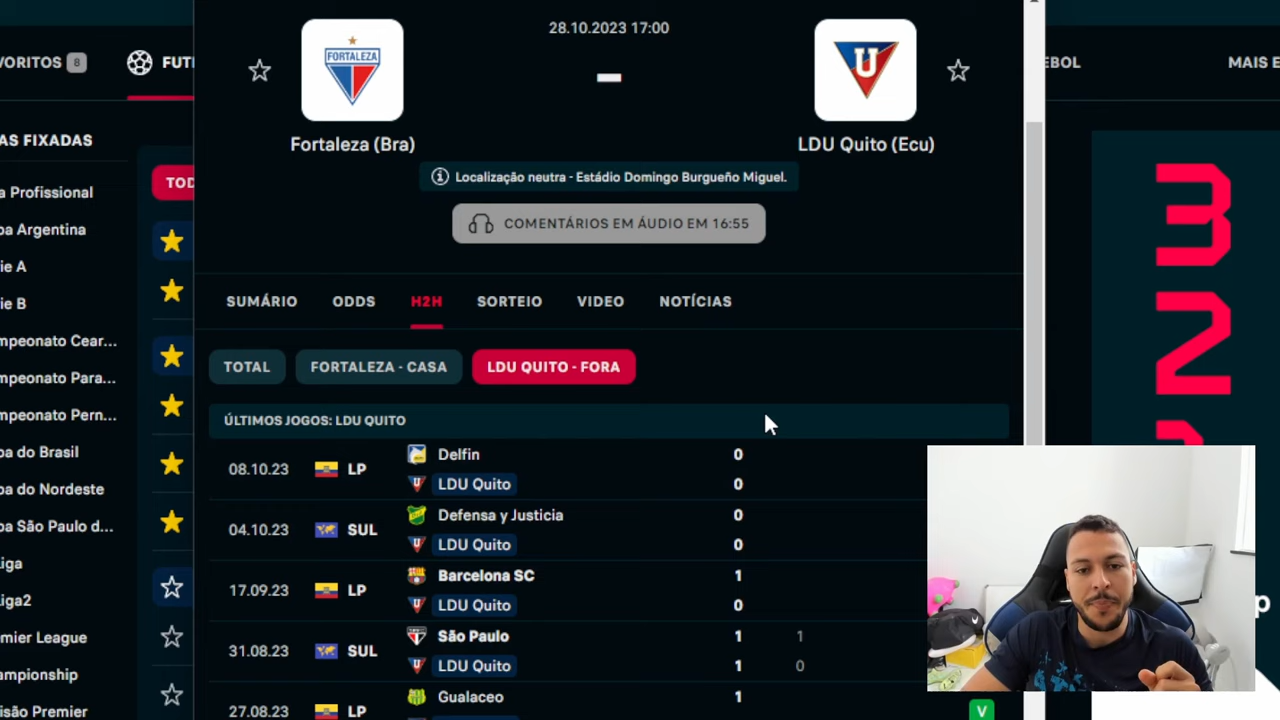 28.10.2023 17:00
VORITOS 8
FUTI
EBOL
MAIS E
FORTALEZA
U
Fortaleza (Bra)
LDU Quito (Ecu)
Localização neutra - Estádio Domingo Burgueño Miguel.
COMENTÁRIOS EM ÁUDIO EM 16:55
AS FIXADAS
a Profissional
pa Argentina
ie A
ie B
mpeonato Cear...
mpeonato Para...
mpeonato Pern...
pa do Brasil
pa do Nordeste
pa São Paulo d...
Liga
Liga2
emier League
ampionship
isão Premier
TOD
SUMÁRIO ODDS H2H SORTEIO VIDEO NOTÍCIAS
TOTAL FORTALEZA - CASA LDU QUITO - FORA
ÚLTIMOS JOGOS: LDU QUITO
08.10.23 LP Delfin 0
LDU Quito 0
04.10.23 SUL Defensa y Justicia 0
LDU Quito 0
17.09.23 LP Barcelona SC 1
LDU Quito 0
31.08.23 SUL São Paulo 1 1
LDU Quito 1 0
27.08.23 LP Gualaceo 1
V